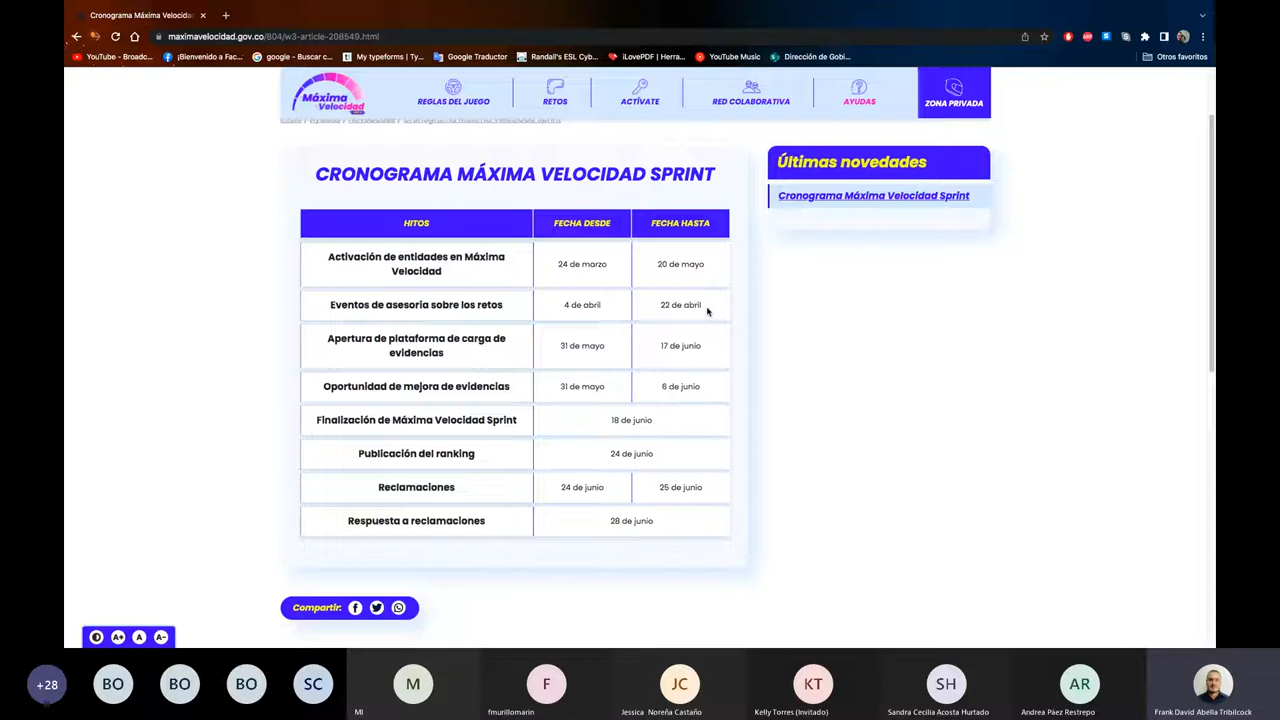 Cronograma Máxima Velocidad
maximavelocidad.gov.co/804/w3-article-208549.html
YouTube - Broadc...
¡Bienvenido a Fac...
google - Buscar c...
My typeforms | Ty...
Google Traductor
Randall's ESL Cyb...
iLovePDF | Herra...
YouTube Music
Dirección de Gobi...
Otros favoritos
Máxima
Velocidad
REGLAS DEL JUEGO
RETOS
ACTÍVATE
RED COLABORATIVA
AYUDAS
ZONA PRIVADA
Inicio / Ayudas / Novedades / Cronograma Máxima Velocidad Sprint
CRONOGRAMA MÁXIMA VELOCIDAD SPRINT
HITOS FECHA DESDE FECHA HASTA
Activación de entidades en Máxima
Velocidad
24 de marzo 20 de mayo
Eventos de asesoría sobre los retos 4 de abril 22 de abril
Apertura de plataforma de carga de
evidencias
31 de mayo 17 de junio
Oportunidad de mejora de evidencias 31 de mayo 6 de junio
Finalización de Máxima Velocidad Sprint 18 de junio
Publicación del ranking 24 de junio
Reclamaciones 24 de junio 25 de junio
Respuesta a reclamaciones 28 de junio
Últimas novedades
Cronograma Máxima Velocidad Sprint
Compartir:
A+ A A-
+28
BO
BO
BO
SC
M
MI
F
fmurillomarin
JC
Jessica Noreña Castaño
KT
Kelly Torres (Invitado)
SH
Sandra Cecilia Acosta Hurtado
AR
Andrea Páez Restrepo
Frank David Abella Tribilcock